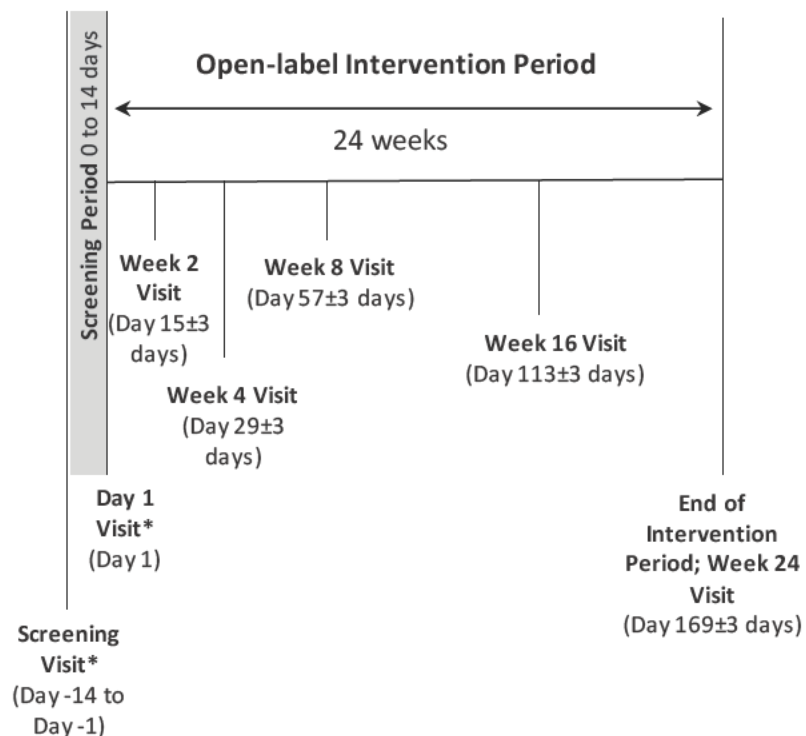 Screening Period 0 to 14 days
Open-label Intervention Period
24 weeks
Week 2
Visit
(Day 15±3
days)
Week 4 Visit
(Day 29±3
days)
Week 8 Visit
(Day 57±3 days)
Week 16 Visit
(Day 113±3 days)
Day 1
Visit*
(Day 1)
End of
Intervention
Period; Week 24
Visit
(Day 169±3 days)
Screening
Visit*
(Day -14 to
Day -1)